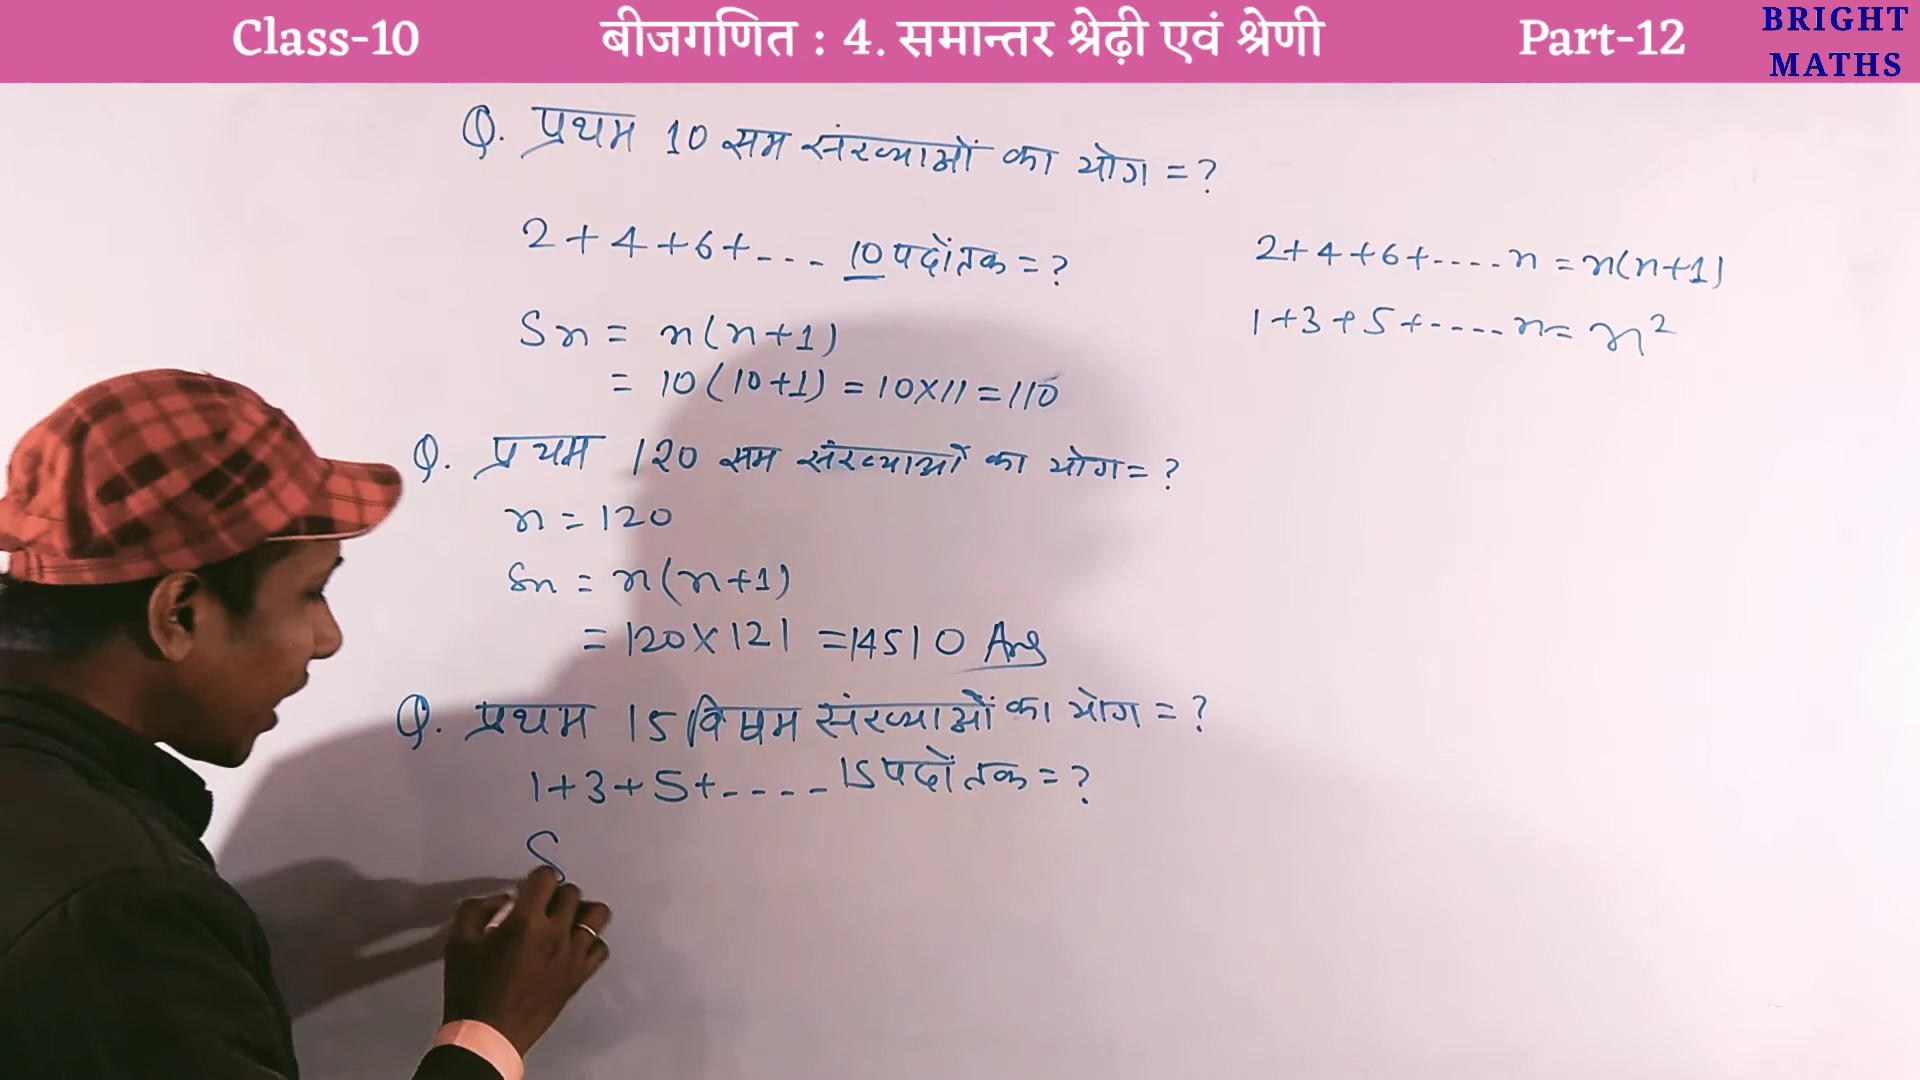 Class-10 बीजगणित : 4. समान्तर श्रेढ़ी एवं श्रेणी Part-12 BRIGHT MATHS
Q. प्रथम 10 सम संख्याओं का योग = ?
2 + 4 + 6 + - - - 10 पदों तक = ?
Sn = n(n+1)
= 10(10+1) = 10×11 = 110
Q. प्रथम 120 सम संख्याओं का योग = ?
n = 120
Sn = n(n+1)
= 120×121 = 14510 Ans
Q. प्रथम 15 विषम संख्याओं का योग = ?
1+3+5+ - - - - 15 पदों तक = ?
S
2+4+6+ - - - - n = n(n+1)
1+3+5+ - - - - n = n²